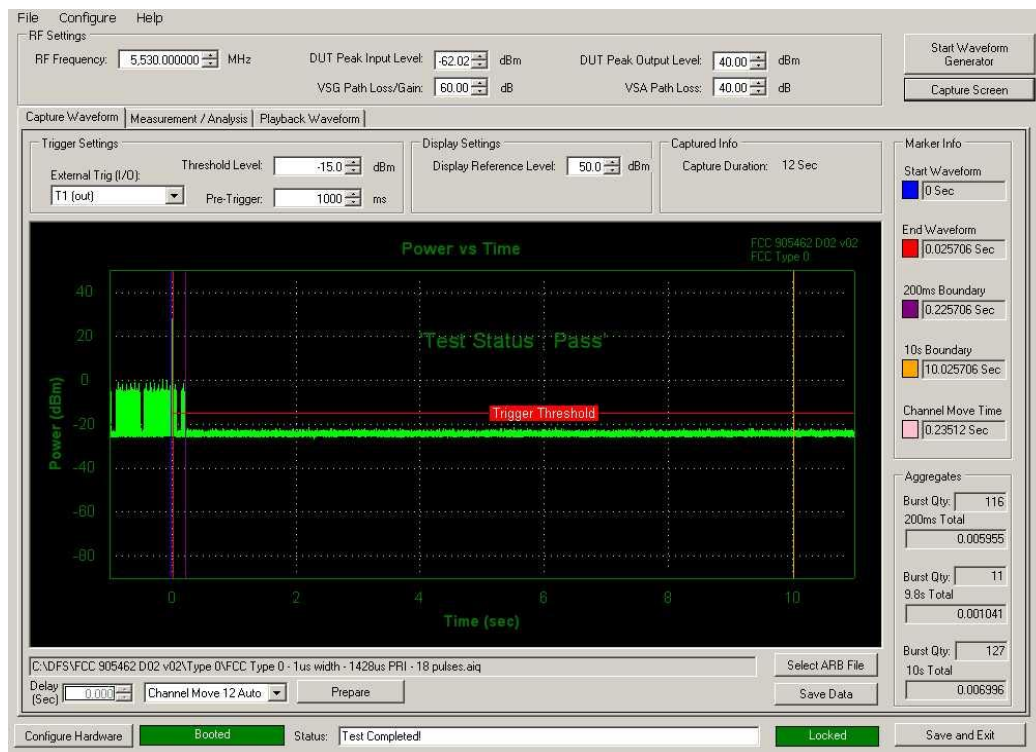 File Configure Help
RF Settings
RF Frequency: 5,530.000000 MHz
DUT Peak Input Level: -62.02 dBm
DUT Peak Output Level: 40.00 dBm
VSG Path Loss/Gain: 60.00 dB
VSA Path Loss: 40.00 dB
Start Waveform
Generator
Capture Screen
Capture Waveform Measurement / Analysis Playback Waveform
Trigger Settings
External Trig (I/O):
T1 (out)
Threshold Level: -15.0 dBm
Pre-Trigger: 1000 ms
Display Settings
Display Reference Level: 50.0 dBm
Captured Info
Capture Duration: 12 Sec
Marker Info
Start Waveform
0 Sec
End Waveform
0.025706 Sec
200ms Boundary
0.225706 Sec
10s Boundary
10.025706 Sec
Channel Move Time
0.23512 Sec
Power vs Time
FCC 905462 D02 v02
FCC Type 0
'Test Status : Pass'
Trigger Threshold
Power (dBm)
40
20
0
-20
-40
-60
-80
0 2 4 6 8 10
Time (sec)
Aggregates
Burst Qty: 116
200ms Total
0.005955
Burst Qty: 11
9.8s Total
0.001041
Burst Qty: 127
10s Total
0.006996
C:\DFS\FCC 905462 D02 v02\Type 0\FCC Type 0 - 1us width - 1428us PRI - 18 pulses.aiq
Select ARB File
Delay
(Sec) 0.000
Channel Move 12 Auto
Prepare
Save Data
Configure Hardware
Booted
Status: Test Completed!
Locked
Save and Exit